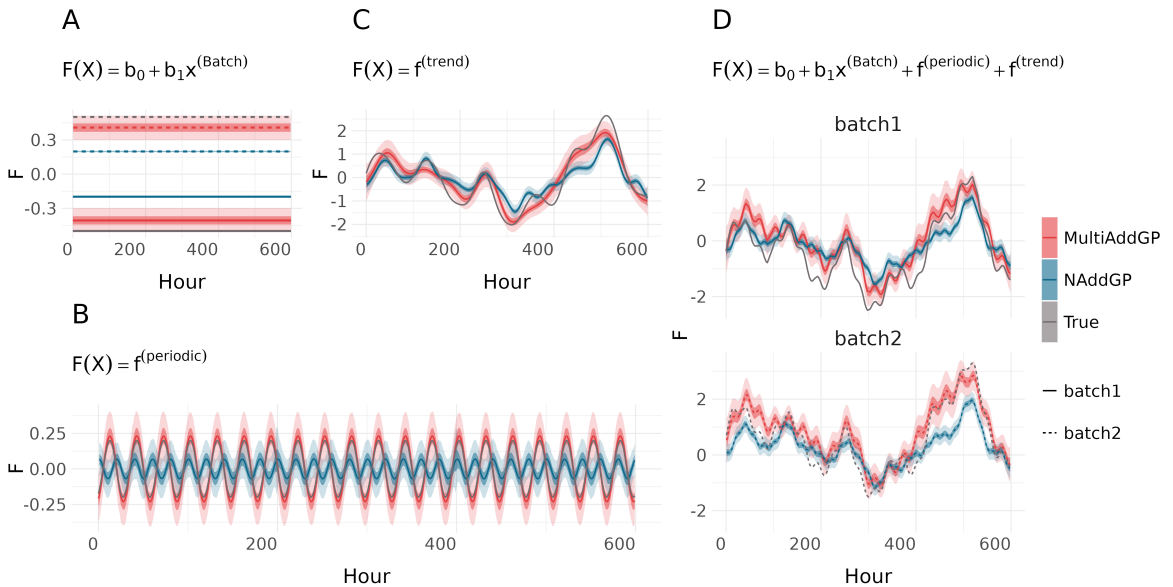 A
F(X) = b₀ + b₁x⁽ᴮᵃᵗᶜʰ⁾
F
0.3
0.0
-0.3
0
200
400
600
Hour
C
F(X) = f⁽ᵗʳᵉⁿᵈ⁾
F
2
1
0
-1
-2
0
200
400
600
Hour
B
F(X) = f⁽ᵖᵉʳⁱᵒᵈⁱᶜ⁾
F
0.25
0.00
-0.25
0
200
400
600
Hour
D
F(X) = b₀ + b₁x⁽ᴮᵃᵗᶜʰ⁾ + f⁽ᵖᵉʳⁱᵒᵈⁱᶜ⁾ + f⁽ᵗʳᵉⁿᵈ⁾
F
batch1
2
0
-2
batch2
2
0
-2
0
200
400
600
Hour
MultiAddGP
NAddGP
True
batch1
batch2